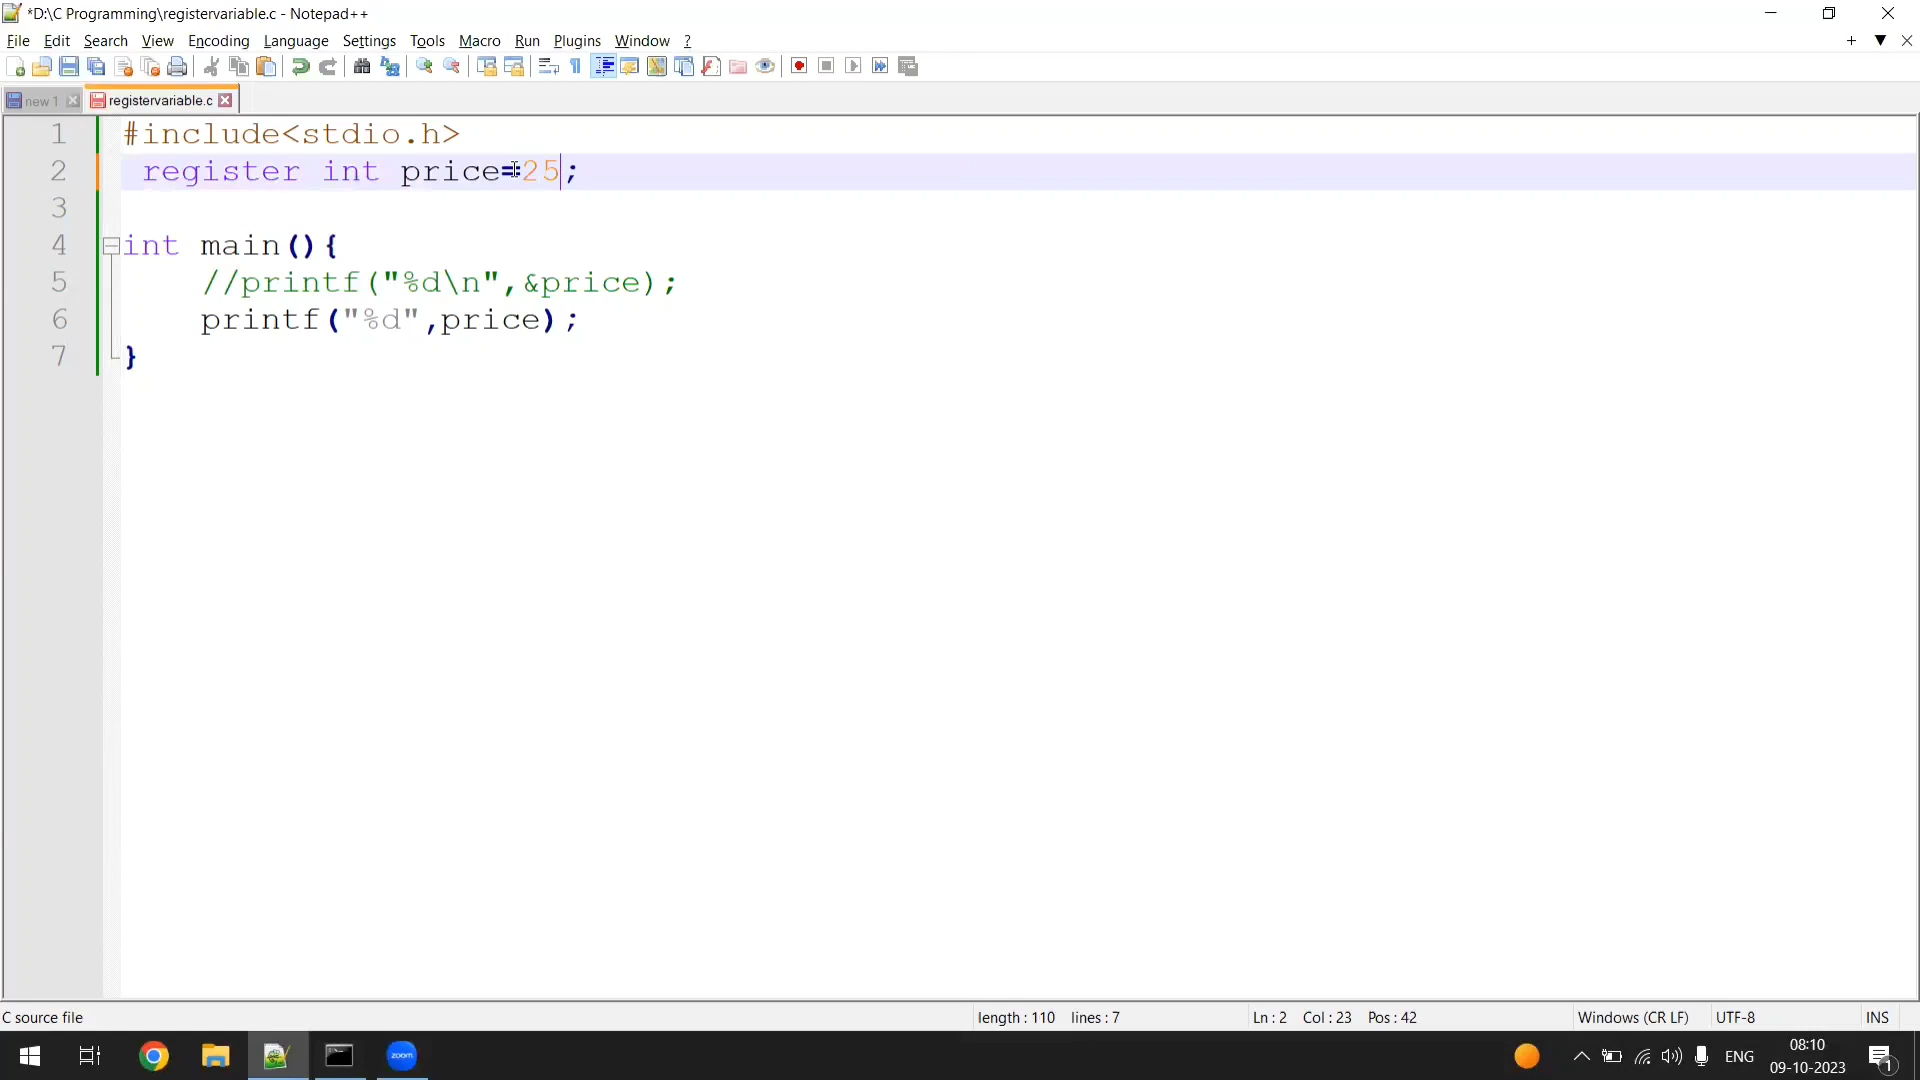 *D:\C Programming\registervariable.c - Notepad++
File Edit Search View Encoding Language Settings Tools Macro Run Plugins Window ?
new 1 registervariable.c
1 #include<stdio.h>
2 register int price=25;
3
4 int main(){
5 //printf("%d\n",&price);
6 printf("%d",price);
7 }
C source file length : 110 lines : 7 Ln : 2 Col : 23 Pos : 42 Windows (CR LF) UTF-8 INS
zoom ENG 08:10
09-10-2023 1